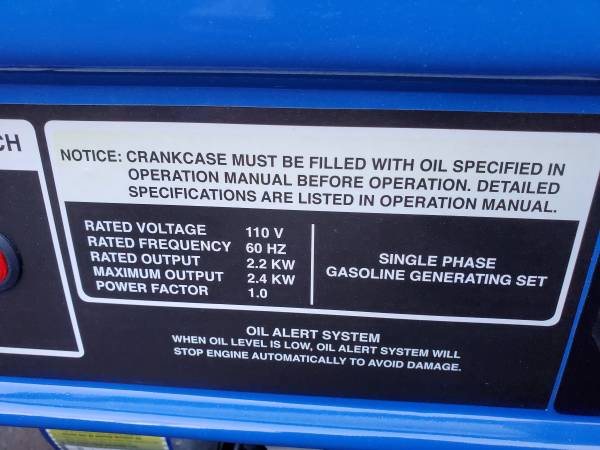 CH
NOTICE: CRANKCASE MUST BE FILLED WITH OIL SPECIFIED IN
OPERATION MANUAL BEFORE OPERATION. DETAILED
SPECIFICATIONS ARE LISTED IN OPERATION MANUAL.
RATED VOLTAGE 110 V
RATED FREQUENCY 60 HZ
RATED OUTPUT 2.2 KW
MAXIMUM OUTPUT 2.4 KW
POWER FACTOR 1.0
SINGLE PHASE
GASOLINE GENERATING SET
OIL ALERT SYSTEM
WHEN OIL LEVEL IS LOW, OIL ALERT SYSTEM WILL
STOP ENGINE AUTOMATICALLY TO AVOID DAMAGE.